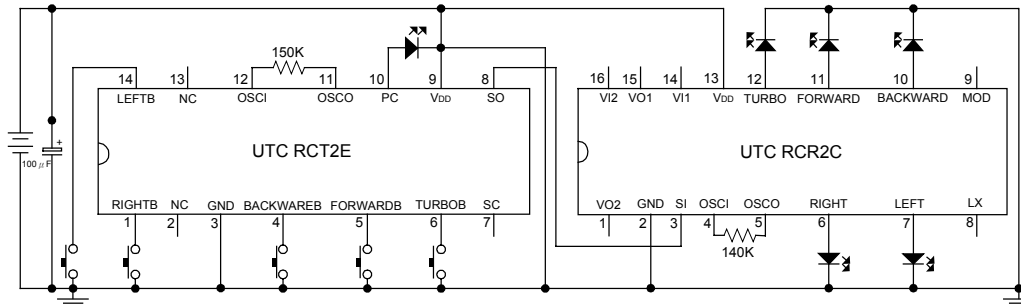 150K
14 13 12 11 10 9 8
LEFTB NC OSCI OSCO PC VDD SO
UTC RCT2E
RIGHTB NC GND BACKWAREB FORWARDB TURBOB SC
1 2 3 4 5 6 7
100μF
+
16 15 14 13 12 11 10 9
VI2 VO1 VI1 VDD TURBO FORWARD BACKWARD MOD
UTC RCR2C
VO2 GND SI OSCI OSCO RIGHT LEFT LX
1 2 3 4 5 6 7 8
140K